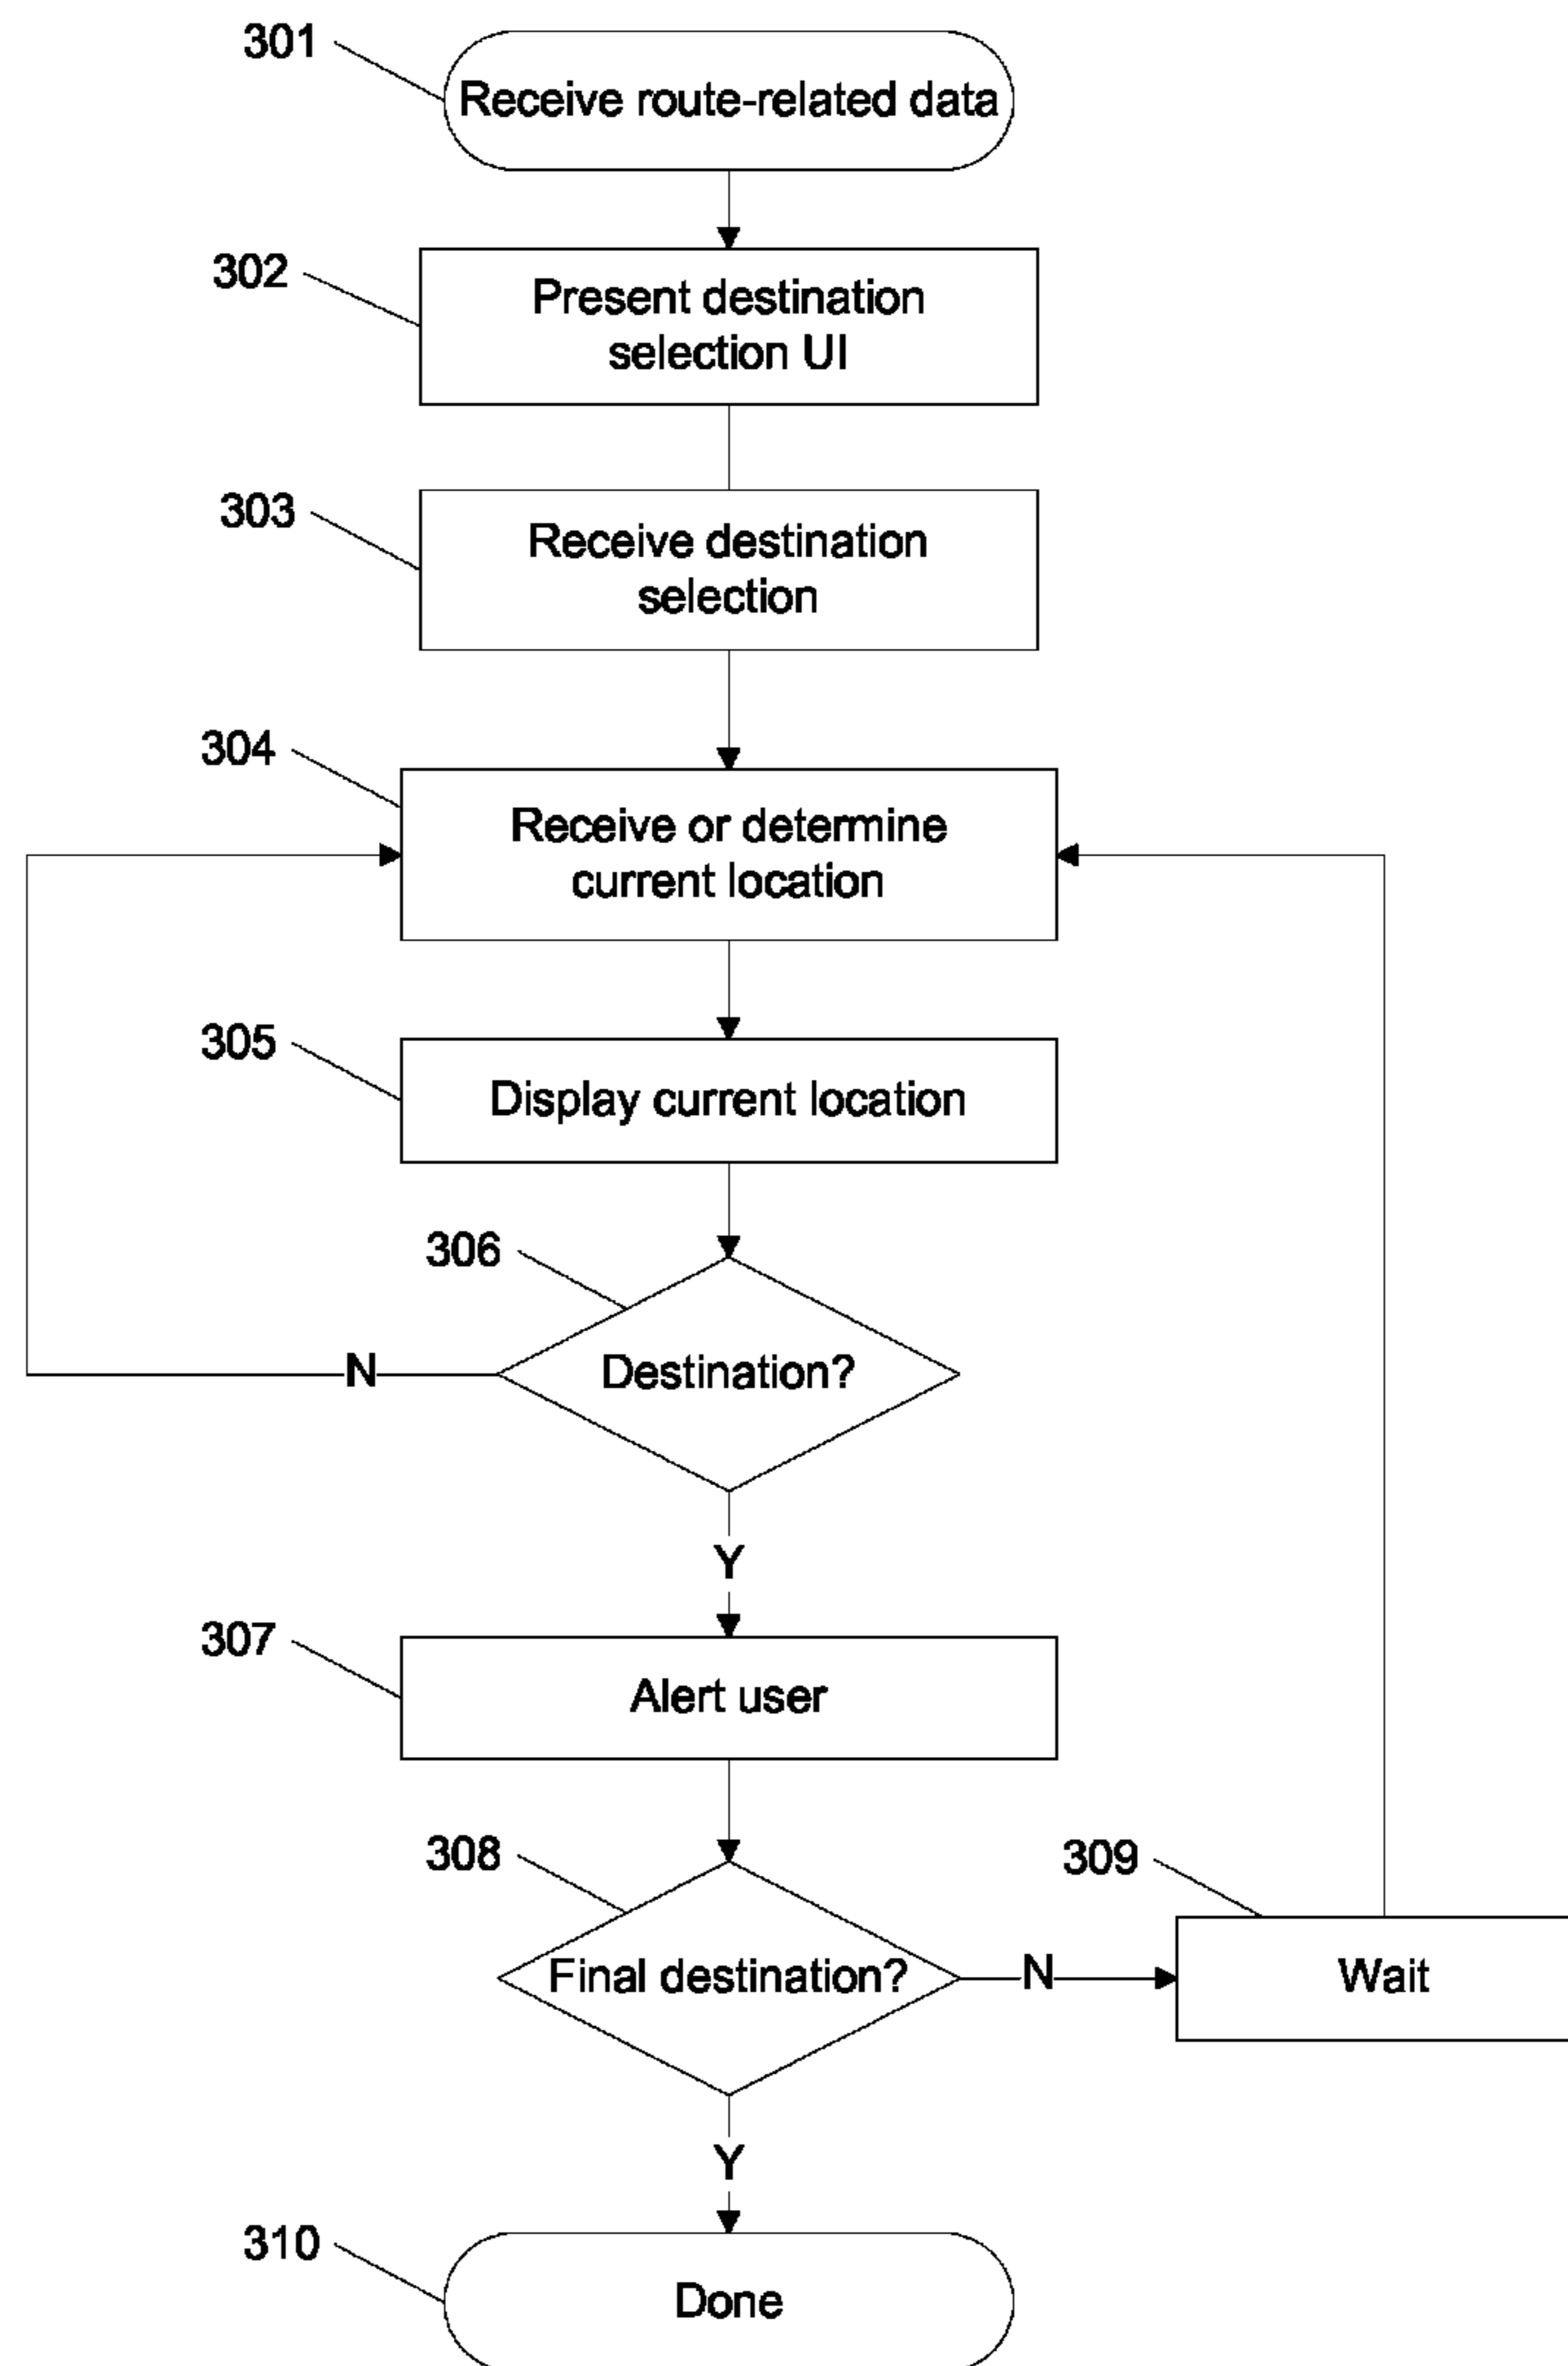 301
Receive route-related data
302
Present destination
selection UI
303
Receive destination
selection
304
Receive or determine
current location
305
Display current location
306
Destination?
N
Y
307
Alert user
308
309
Final destination?
N
Wait
Y
310
Done